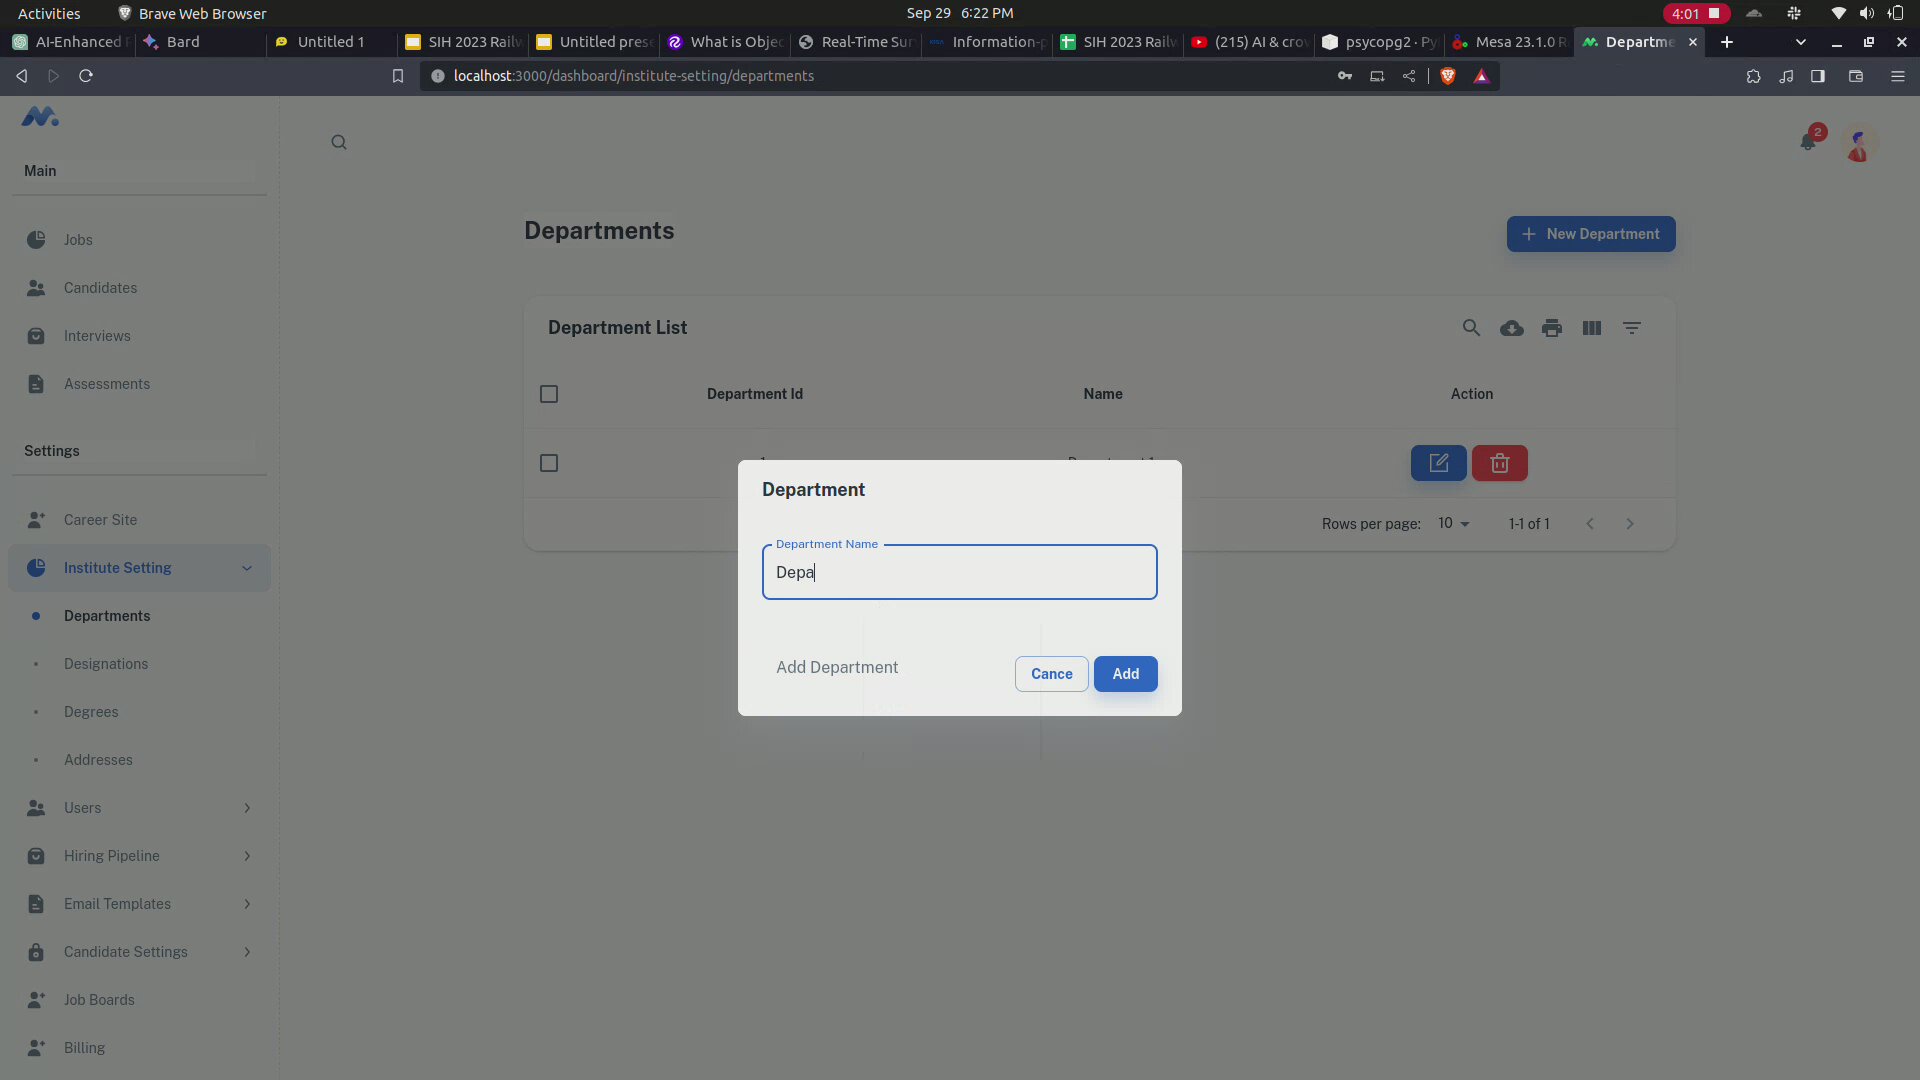 Activities
Brave Web Browser
Sep 29 6:22 PM
4:01
AI-Enhanced
Bard
Untitled 1
SIH 2023 Railw
Untitled prese
What is Objec
Real-Time Sur
Information-p
SIH 2023 Railw
(215) AI & crow
psycopg2 · Py
Mesa 23.1.0 R
Departme
localhost:3000/dashboard/institute-setting/departments
2
Main
Jobs
Candidates
Interviews
Assessments
Settings
Career Site
Institute Setting
Departments
Designations
Degrees
Addresses
Users
Hiring Pipeline
Email Templates
Candidate Settings
Job Boards
Billing
Departments
New Department
Department List
Department Id
Name
Action
Rows per page: 10
1-1 of 1
Department
Department Name
Depa
Add Department
Cance
Add